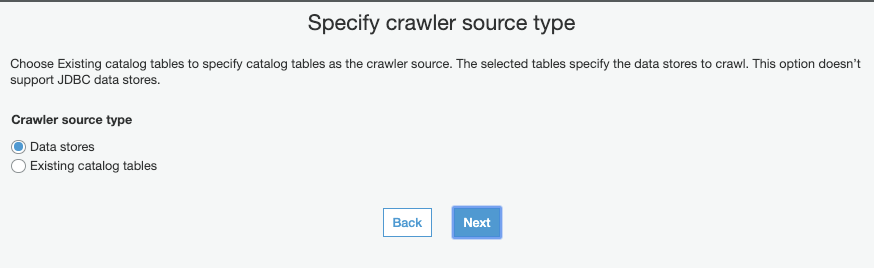 Specify crawler source type
Choose Existing catalog tables to specify catalog tables as the crawler source. The selected tables specify the data stores to crawl. This option doesn't
support JDBC data stores.
Crawler source type
Data stores
Existing catalog tables
Back
Next